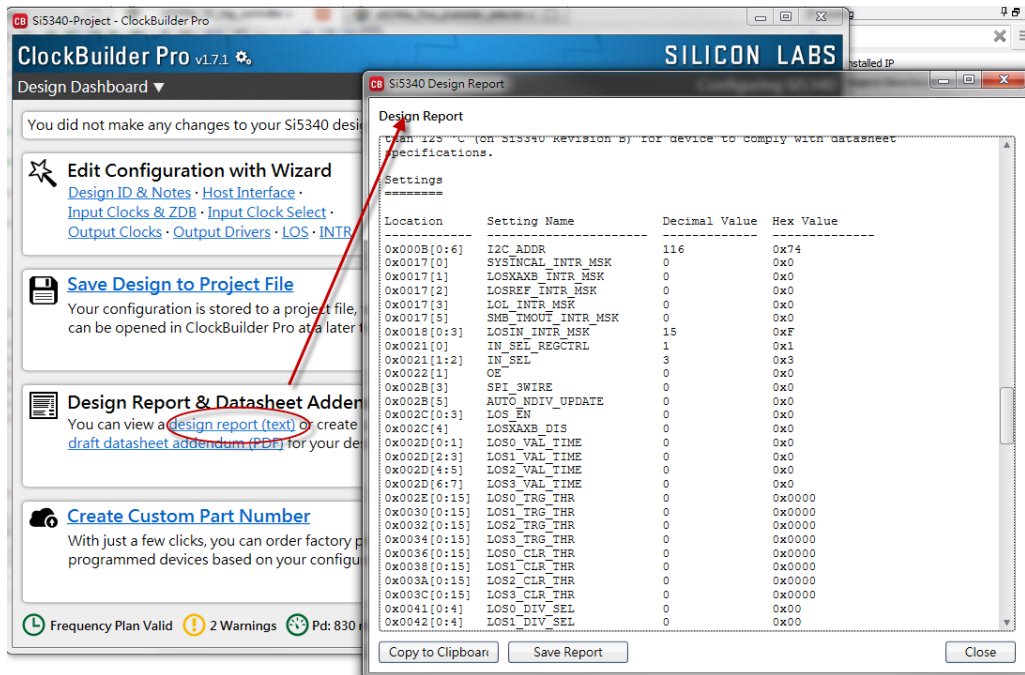 Si5340-Project - ClockBuilder Pro
ClockBuilder Pro v1.7.1
SILICON LABS
nstalled IP
Design Dashboard ▼
You did not make any changes to your Si5340 desi
Edit Configuration with Wizard
Design ID & Notes · Host Interface ·
Input Clocks & ZDB · Input Clock Select ·
Output Clocks · Output Drivers · LOS · INTR
Save Design to Project File
Your configuration is stored to a project file,
can be opened in ClockBuilder Pro at a later t
Design Report & Datasheet Adden
You can view a design report (text) or create
draft datasheet addendum (PDF) for your de
Create Custom Part Number
With just a few clicks, you can order factory p
programmed devices based on your configu
Frequency Plan Valid 2 Warnings Pd: 830
Si5340 Design Report
Design Report
than 125 °C (on Si5340 Revision B) for device to comply with datasheet
specifications.
Settings
========
Location Setting Name Decimal Value Hex Value
------------ --------------------- ------------- --------------
0x000B[0:6] I2C_ADDR 116 0x74
0x0017[0] SYSINCAL_INTR_MSK 0 0x0
0x0017[1] LOSXAXB_INTR_MSK 0 0x0
0x0017[2] LOSREF_INTR_MSK 0 0x0
0x0017[3] LOL_INTR_MSK 0 0x0
0x0017[5] SMB_TMOUT_INTR_MSK 0 0x0
0x0018[0:3] LOSIN_INTR_MSK 15 0xF
0x0021[0] IN_SEL_REGCTRL 1 0x1
0x0021[1:2] IN_SEL 3 0x3
0x0022[1] OE 0 0x0
0x002B[3] SPI_3WIRE 0 0x0
0x002B[5] AUTO_NDIV_UPDATE 0 0x0
0x002C[0:3] LOS_EN 0 0x0
0x002C[4] LOSXAXB_DIS 0 0x0
0x002D[0:1] LOS0_VAL_TIME 0 0x0
0x002D[2:3] LOS1_VAL_TIME 0 0x0
0x002D[4:5] LOS2_VAL_TIME 0 0x0
0x002D[6:7] LOS3_VAL_TIME 0 0x0
0x002E[0:15] LOS0_TRG_THR 0 0x0000
0x0030[0:15] LOS1_TRG_THR 0 0x0000
0x0032[0:15] LOS2_TRG_THR 0 0x0000
0x0034[0:15] LOS3_TRG_THR 0 0x0000
0x0036[0:15] LOS0_CLR_THR 0 0x0000
0x0038[0:15] LOS1_CLR_THR 0 0x0000
0x003A[0:15] LOS2_CLR_THR 0 0x0000
0x003C[0:15] LOS3_CLR_THR 0 0x0000
0x0041[0:4] LOS0_DIV_SEL 0 0x00
0x0042[0:4] LOS1_DIV_SEL 0 0x00
Copy to Clipboard Save Report Close